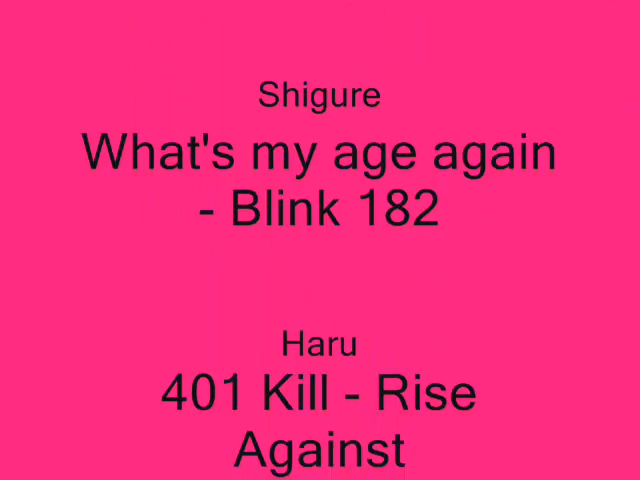 Shigure
What's my age again
- Blink 182
Haru
401 Kill - Rise
Against